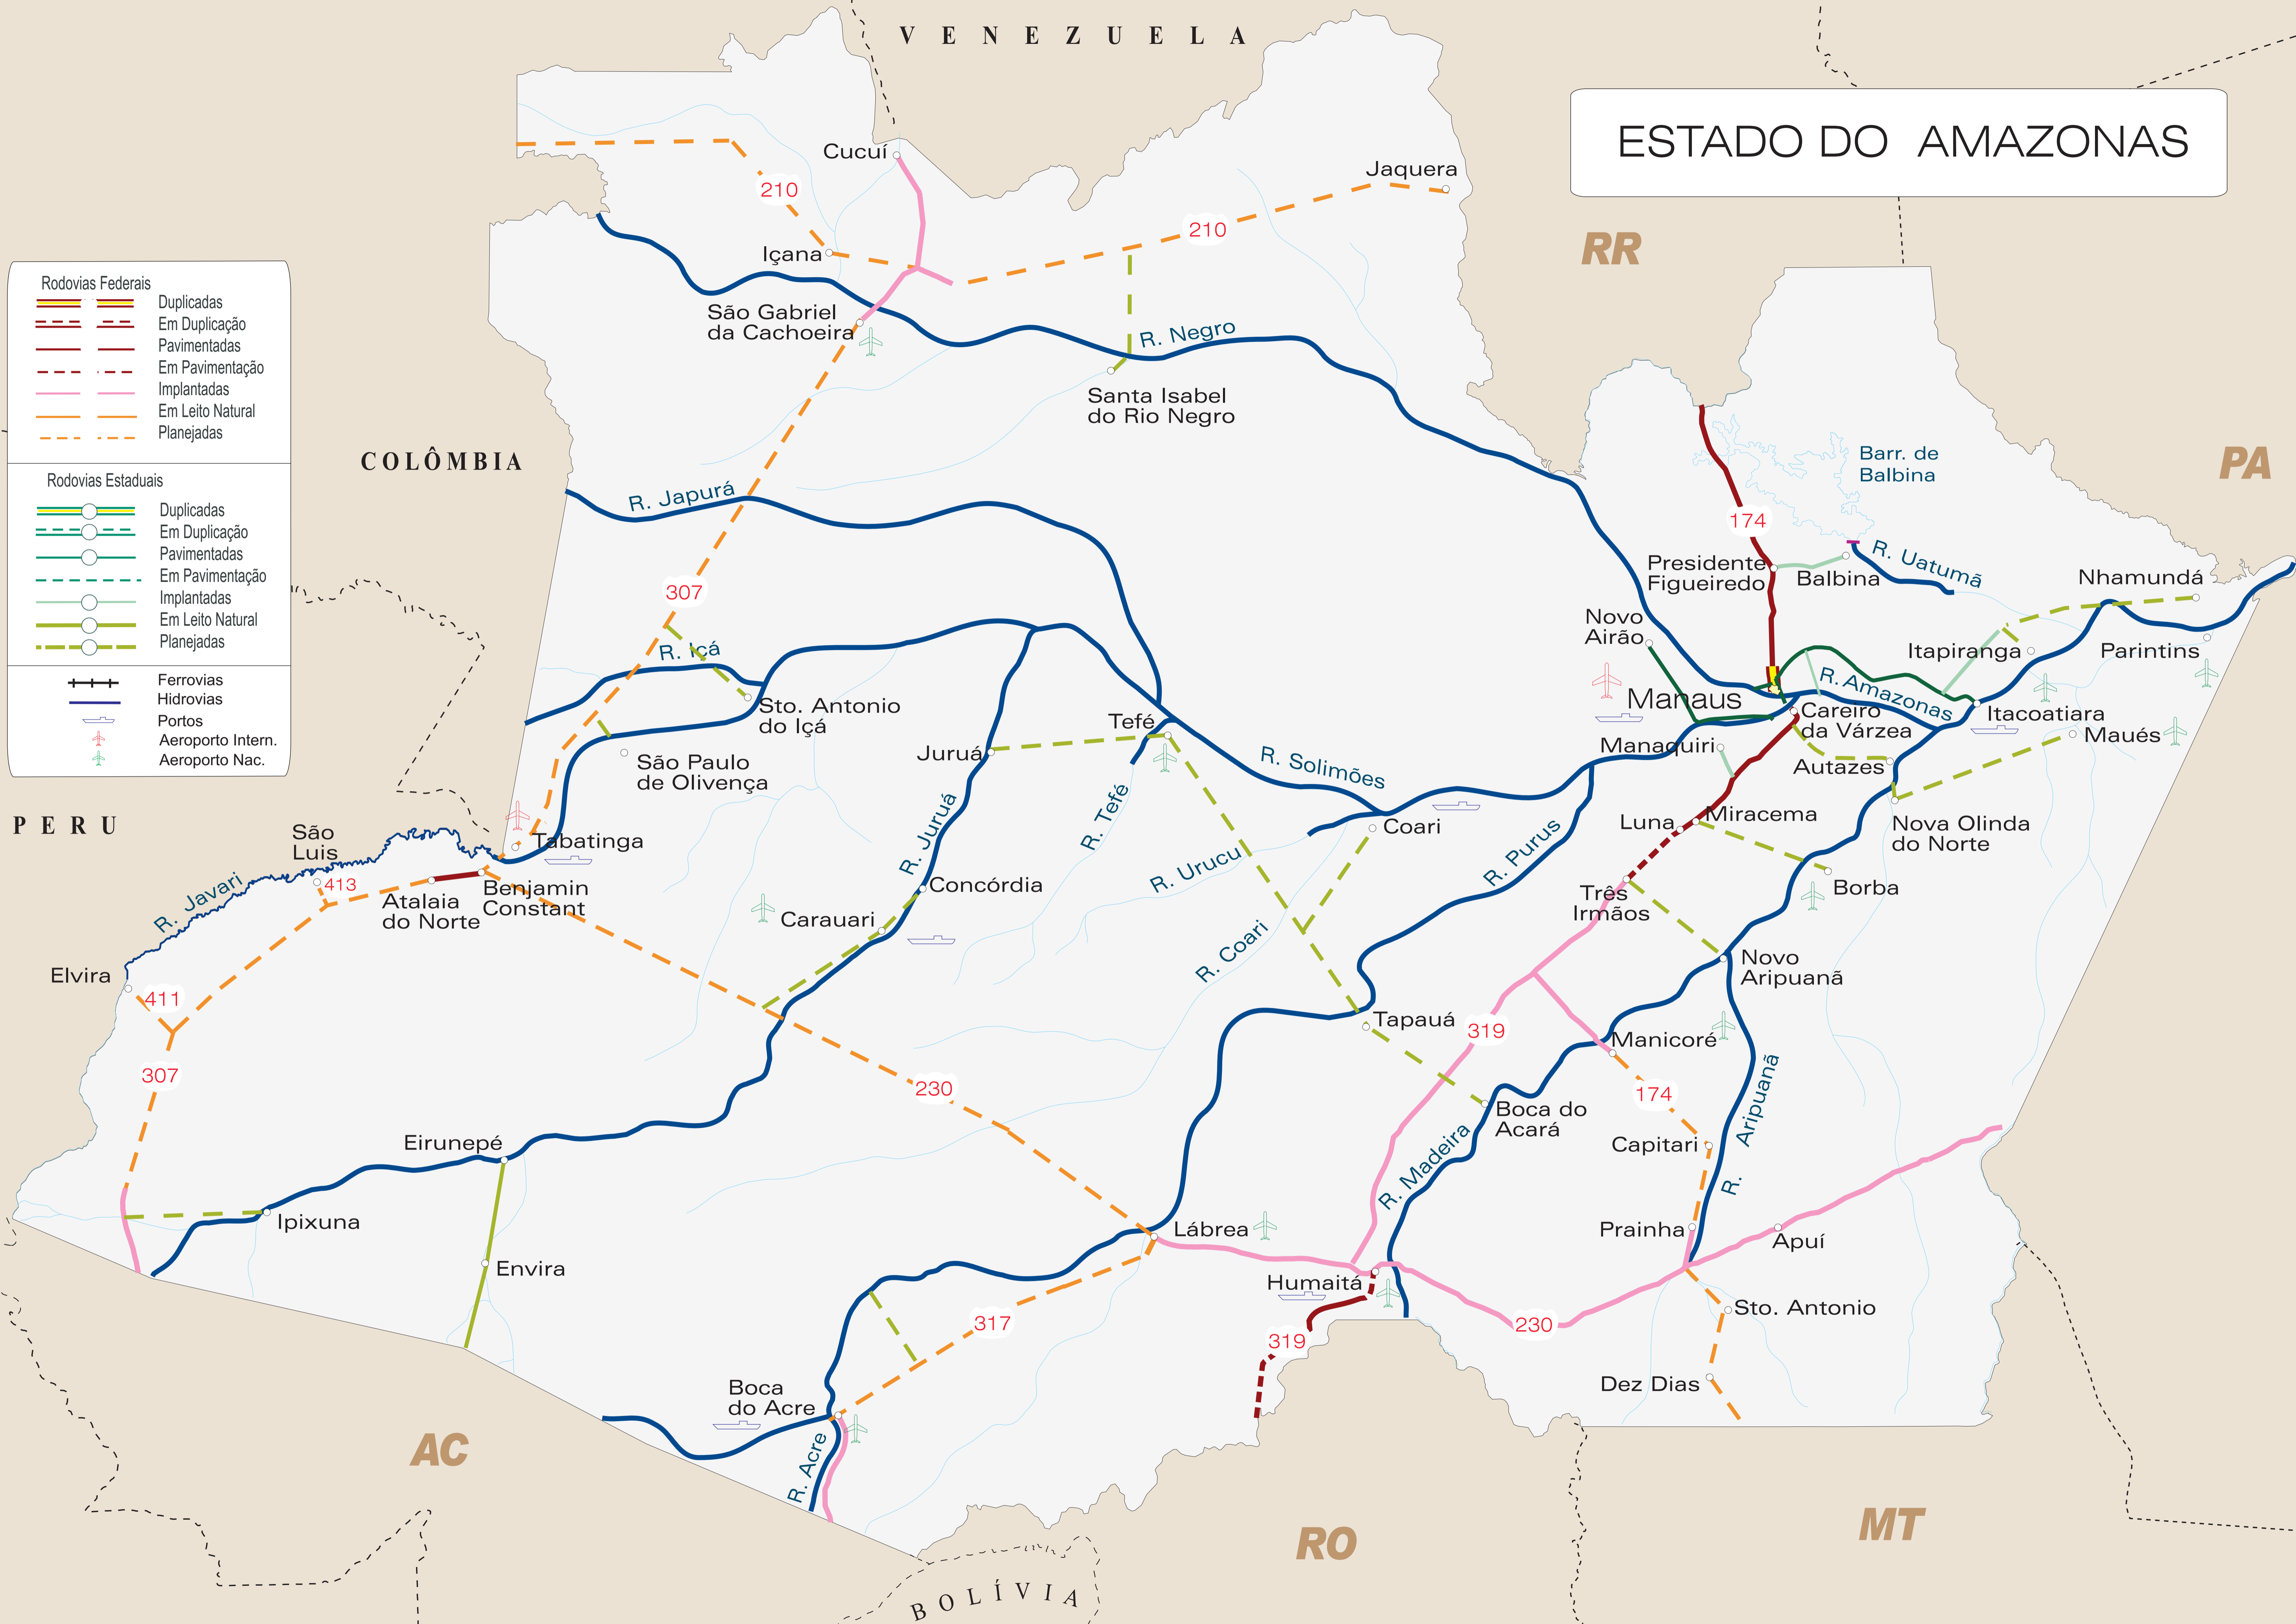 V E N E Z U E L A
ESTADO DO AMAZONAS
Cucuí
Jaquera
210
210
Içana
RR
São Gabriel
da Cachoeira
R. Negro
Santa Isabel
do Rio Negro
Rodovias Federais
Duplicadas
Em Duplicação
Pavimentadas
Em Pavimentação
Implantadas
Em Leito Natural
Planejadas
Rodovias Estaduais
Duplicadas
Em Duplicação
Pavimentadas
Em Pavimentação
Implantadas
Em Leito Natural
Planejadas
Ferrovias
Hidrovias
Portos
Aeroporto Intern.
Aeroporto Nac.
COLÔMBIA
PA
Barr. de
Balbina
R. Japurá
174
Presidente
Figueiredo
Balbina
R. Uatumã
Nhamundá
307
Novo
Airão
Itapiranga
Parintins
R. Içá
Manaus
R. Amazonas
Sto. Antonio
do Içá
Tefé
Careiro
da Várzea
Itacoatiara
Maués
Juruá
São Paulo
de Olivença
R. Solimões
Manaquiri
Autazes
P E R U
São
Luis
Tabatinga
R. Juruá
R. Tefé
Coari
Luna
Miracema
Nova Olinda
do Norte
R. Javari
413
Atalaia
do Norte
Benjamin
Constant
Concórdia
R. Urucu
R. Purus
Três
Irmãos
Borba
Carauari
R. Coari
Elvira
411
Novo
Aripuanã
Tapauá
319
Manicoré
307
230
174
Boca do
Acará
R. Aripuanã
Eirunepé
R. Madeira
Capitari
Ipixuna
Lábrea
Prainha
Apuí
Envira
Humaitá
317
319
230
Sto. Antonio
Boca
do Acre
Dez Dias
AC
R. Acre
RO
MT
B O L Í V I A